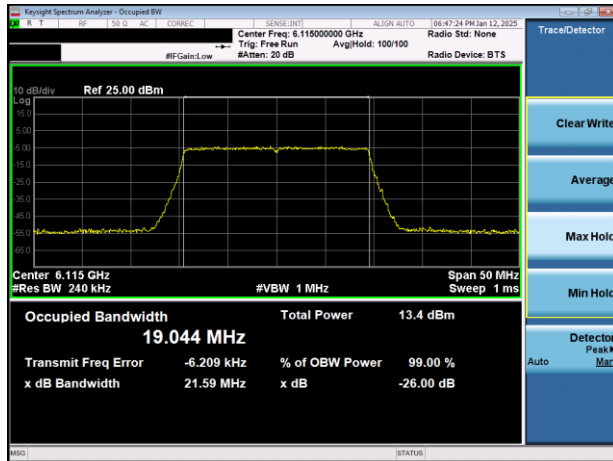 Keysight Spectrum Analyzer - Occupied BW
R T RF 50 Ω AC CORREC SENSE:INT ALIGN AUTO 06:47:24 PM Jan 12, 2025
Center Freq: 6.115000000 GHz Radio Std: None Trace/Detector
Trig: Free Run Avg|Hold: 100/100
#IFGain:Low #Atten: 20 dB Radio Device: BTS
10 dB/div Ref 25.00 dBm
Log
15.0
5.00
-5.00
-15.0
-25.0
-35.0
-45.0
-55.0
-65.0
Clear Write
Average
Max Hold
Min Hold
Detector
Peak
Auto Man
Center 6.115 GHz Span 50 MHz
#Res BW 240 kHz #VBW 1 MHz Sweep 1 ms
Occupied Bandwidth Total Power 13.4 dBm
19.044 MHz
Transmit Freq Error -6.209 kHz % of OBW Power 99.00 %
x dB Bandwidth 21.59 MHz x dB -26.00 dB
MSG STATUS